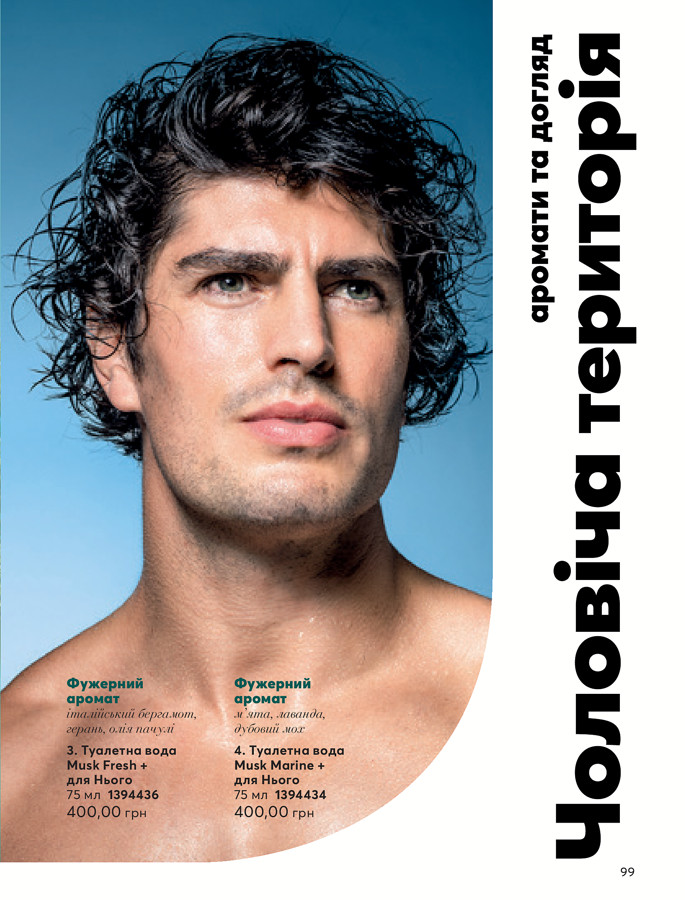 Чоловіча територія
аромати та догляд
Фужерний
аромат
італійський бергамот,
герань, олія пачулі
3. Туалетна вода
Musk Fresh +
для Нього
75 мл 1394436
400,00 грн
Фужерний
аромат
м'ята, лаванда,
дубовий мох
4. Туалетна вода
Musk Marine +
для Нього
75 мл 1394434
400,00 грн
99